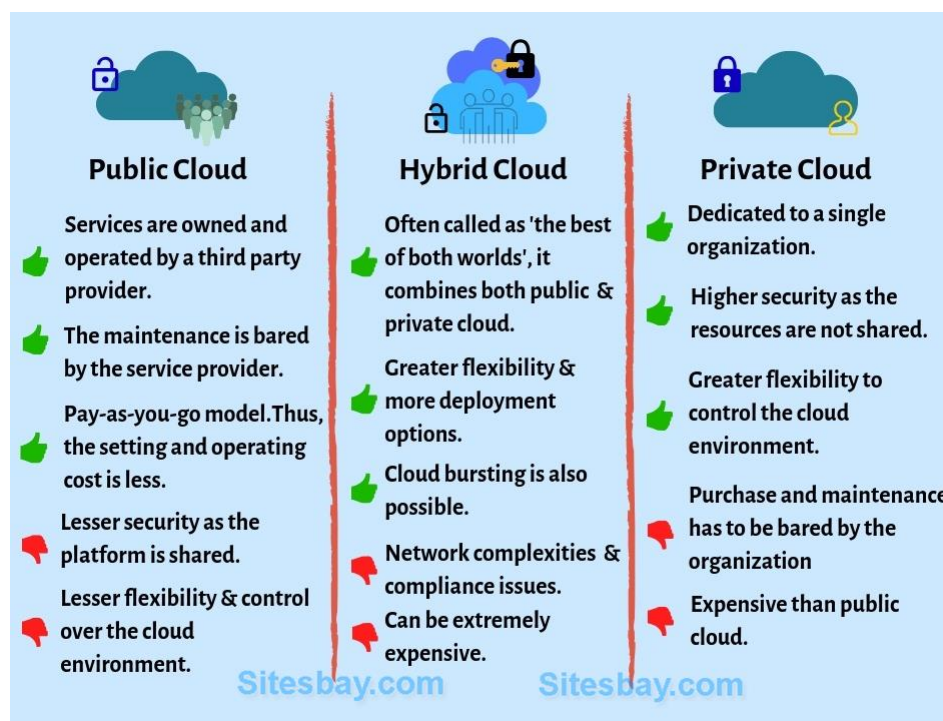 Public Cloud
Services are owned and
operated by a third party
provider.
The maintenance is bared
by the service provider.
Pay-as-you-go model.Thus,
the setting and operating
cost is less.
Lesser security as the
platform is shared.
Lesser flexibility & control
over the cloud
environment.
Hybrid Cloud
Often called as 'the best
of both worlds', it
combines both public &
private cloud.
Greater flexibility &
more deployment
options.
Cloud bursting is also
possible.
Network complexities &
compliance issues.
Can be extremely
expensive.
Private Cloud
Dedicated to a single
organization.
Higher security as the
resources are not shared.
Greater flexibility to
control the cloud
environment.
Purchase and maintenance
has to be bared by the
organization
Expensive than public
cloud.
Sitesbay.com
Sitesbay.com